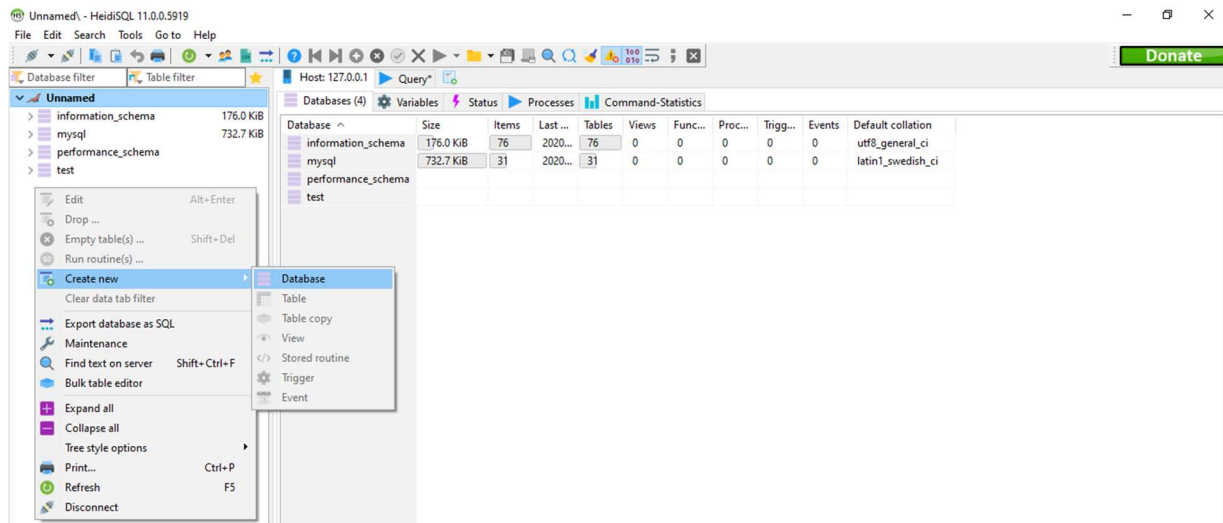 Unnamed\ - HeidiSQL 11.0.0.5919
File Edit Search Tools Go to Help
Donate
Database filter Table filter
Host: 127.0.0.1 Query*
Unnamed
information_schema 176.0 KiB
mysql 732.7 KiB
performance_schema
test
Databases (4) Variables Status Processes Command-Statistics
Database Size Items Last ... Tables Views Func... Proc... Trigg... Events Default collation
information_schema 176.0 KiB 76 2020... 76 0 0 0 0 0 utf8_general_ci
mysql 732.7 KiB 31 2020... 31 0 0 0 0 0 latin1_swedish_ci
performance_schema
test
Edit Alt+Enter
Drop ...
Empty table(s) ... Shift+Del
Run routine(s) ...
Create new
Clear data tab filter
Export database as SQL
Maintenance
Find text on server Shift+Ctrl+F
Bulk table editor
Expand all
Collapse all
Tree style options
Print... Ctrl+P
Refresh F5
Disconnect
Database
Table
Table copy
View
Stored routine
Trigger
Event